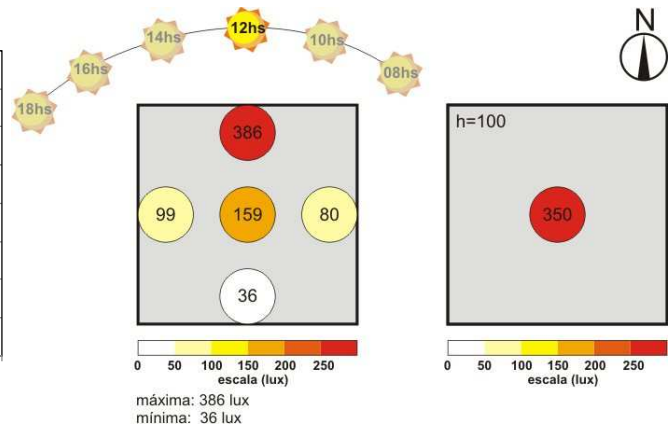 14hs 12hs 10hs
16hs 08hs
18hs
N
386
99 159 80
36
0 50 100 150 200 250
escala (lux)
máxima: 386 lux
mínima: 36 lux
h=100
350
0 50 100 150 200 250
escala (lux)